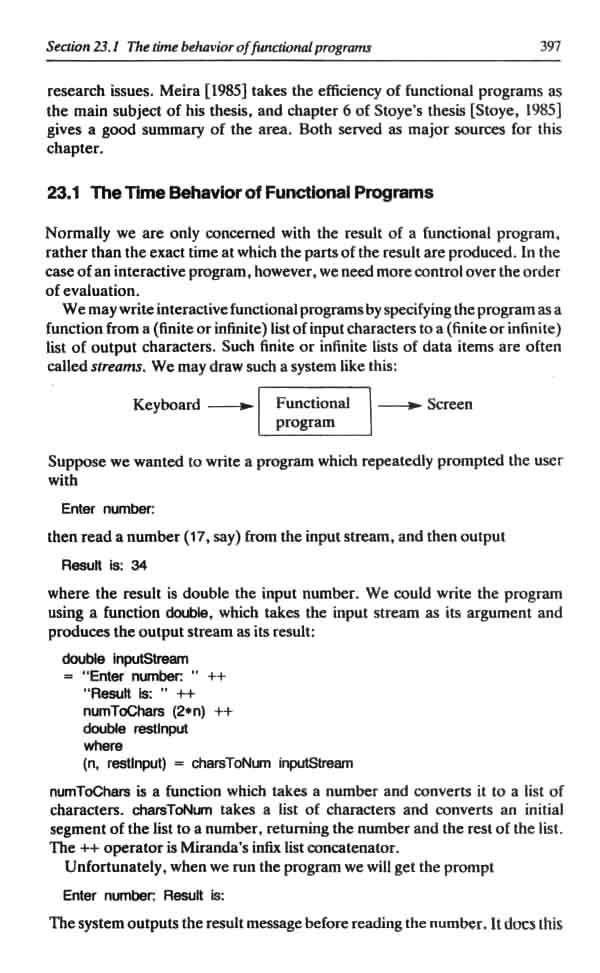 Section 23.1 The time behavior of functional programs 397
research issues. Meira [1985] takes the efficiency of functional programs as
the main subject of his thesis, and chapter 6 of Stoye's thesis [Stoye, 1985]
gives a good summary of the area. Both served as major sources for this
chapter.
23.1 The Time Behavior of Functional Programs
Normally we are only concerned with the result of a functional program,
rather than the exact time at which the parts of the result are produced. In the
case of an interactive program, however, we need more control over the order
of evaluation.
We may write interactive functional programs by specifying the program as a
function from a (finite or infinite) list of input characters to a (finite or infinite)
list of output characters. Such finite or infinite lists of data items are often
called streams. We may draw such a system like this:
Keyboard Functional Screen
program
Suppose we wanted to write a program which repeatedly prompted the user
with
Enter number:
then read a number (17, say) from the input stream, and then output
Result is: 34
where the result is double the input number. We could write the program
using a function double, which takes the input stream as its argument and
produces the output stream as its result:
double inputStream
= "Enter number: " ++
"Result is: " ++
numToChars (2*n) ++
double restInput
where
(n, restInput) = charsToNum inputStream
numToChars is a function which takes a number and converts it to a list of
characters. charsToNum takes a list of characters and converts an initial
segment of the list to a number, returning the number and the rest of the list.
The ++ operator is Miranda's infix list concatenator.
Unfortunately, when we run the program we will get the prompt
Enter number: Result is:
The system outputs the result message before reading the number. It does this